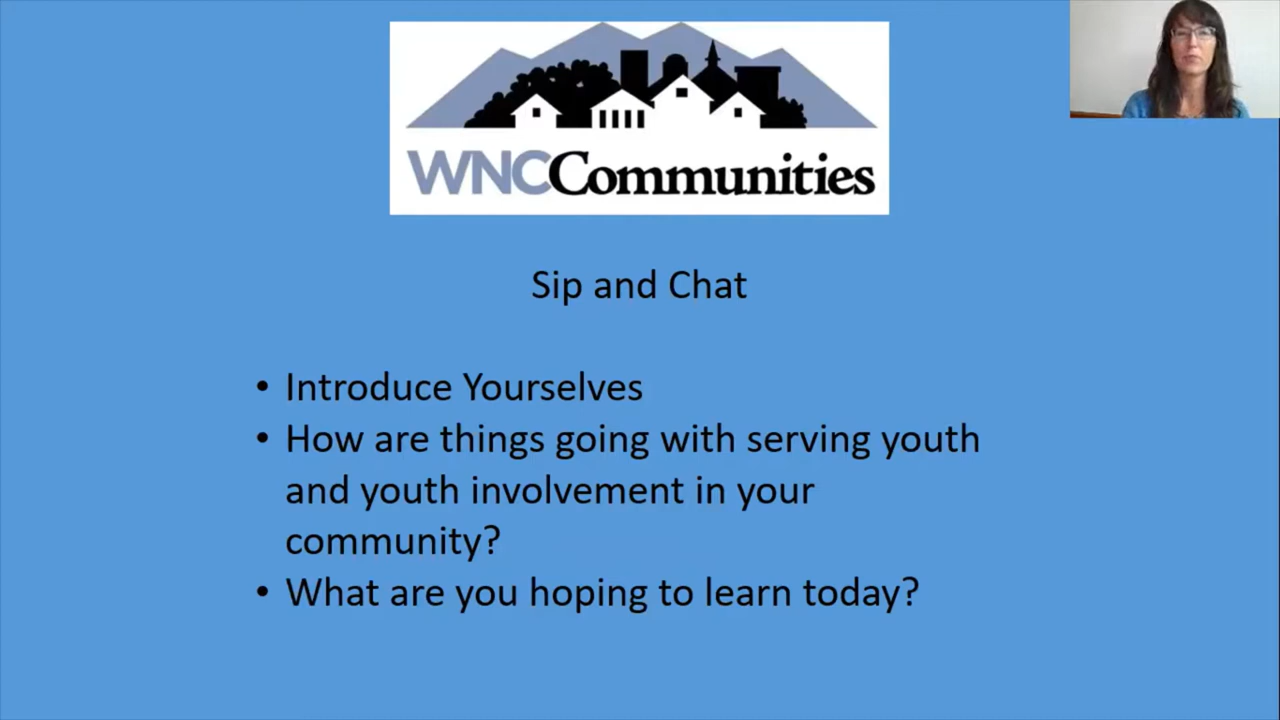 WNCCommunities
Sip and Chat
• Introduce Yourselves
• How are things going with serving youth
and youth involvement in your
community?
• What are you hoping to learn today?